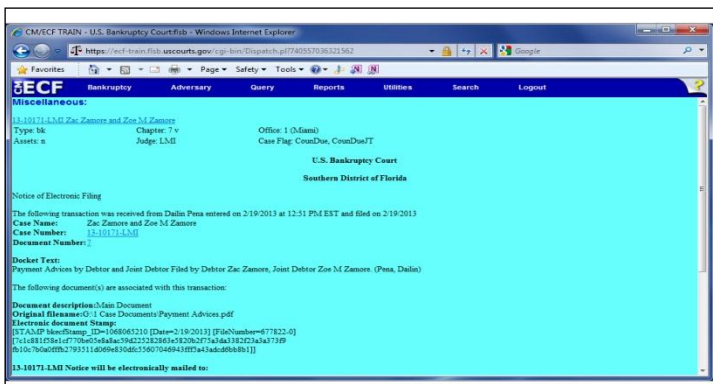 CM/ECF TRAIN - U.S. Bankruptcy Court:flsb - Windows Internet Explorer
https://ecf-train.flsb.uscourts.gov/cgi-bin/Dispatch.pl?740557036321562
Google
Favorites Page Safety Tools
ECF Bankruptcy Adversary Query Reports Utilities Search Logout
Miscellaneous:
13-10171-LMI Zac Zamore and Zoe M Zamore
Type: bk Chapter: 7 v Office: 1 (Miami)
Assets: n Judge: LMI Case Flag: CounDue, CounDueJT
U.S. Bankruptcy Court
Southern District of Florida
Notice of Electronic Filing
The following transaction was received from Dailin Pena entered on 2/19/2013 at 12:51 PM EST and filed on 2/19/2013
Case Name: Zac Zamore and Zoe M Zamore
Case Number: 13-10171-LMI
Document Number: 7
Docket Text:
Payment Advices by Debtor and Joint Debtor Filed by Debtor Zac Zamore, Joint Debtor Zoe M Zamore. (Pena, Dailin)
The following document(s) are associated with this transaction:
Document description:Main Document
Original filename:G:\1 Case Documents\Payment Advices.pdf
Electronic document Stamp:
[STAMP bkecfStamp_ID=1068065210 [Date=2/19/2013] [FileNumber=677822-0]
13-10171-LMI Notice will be electronically mailed to: